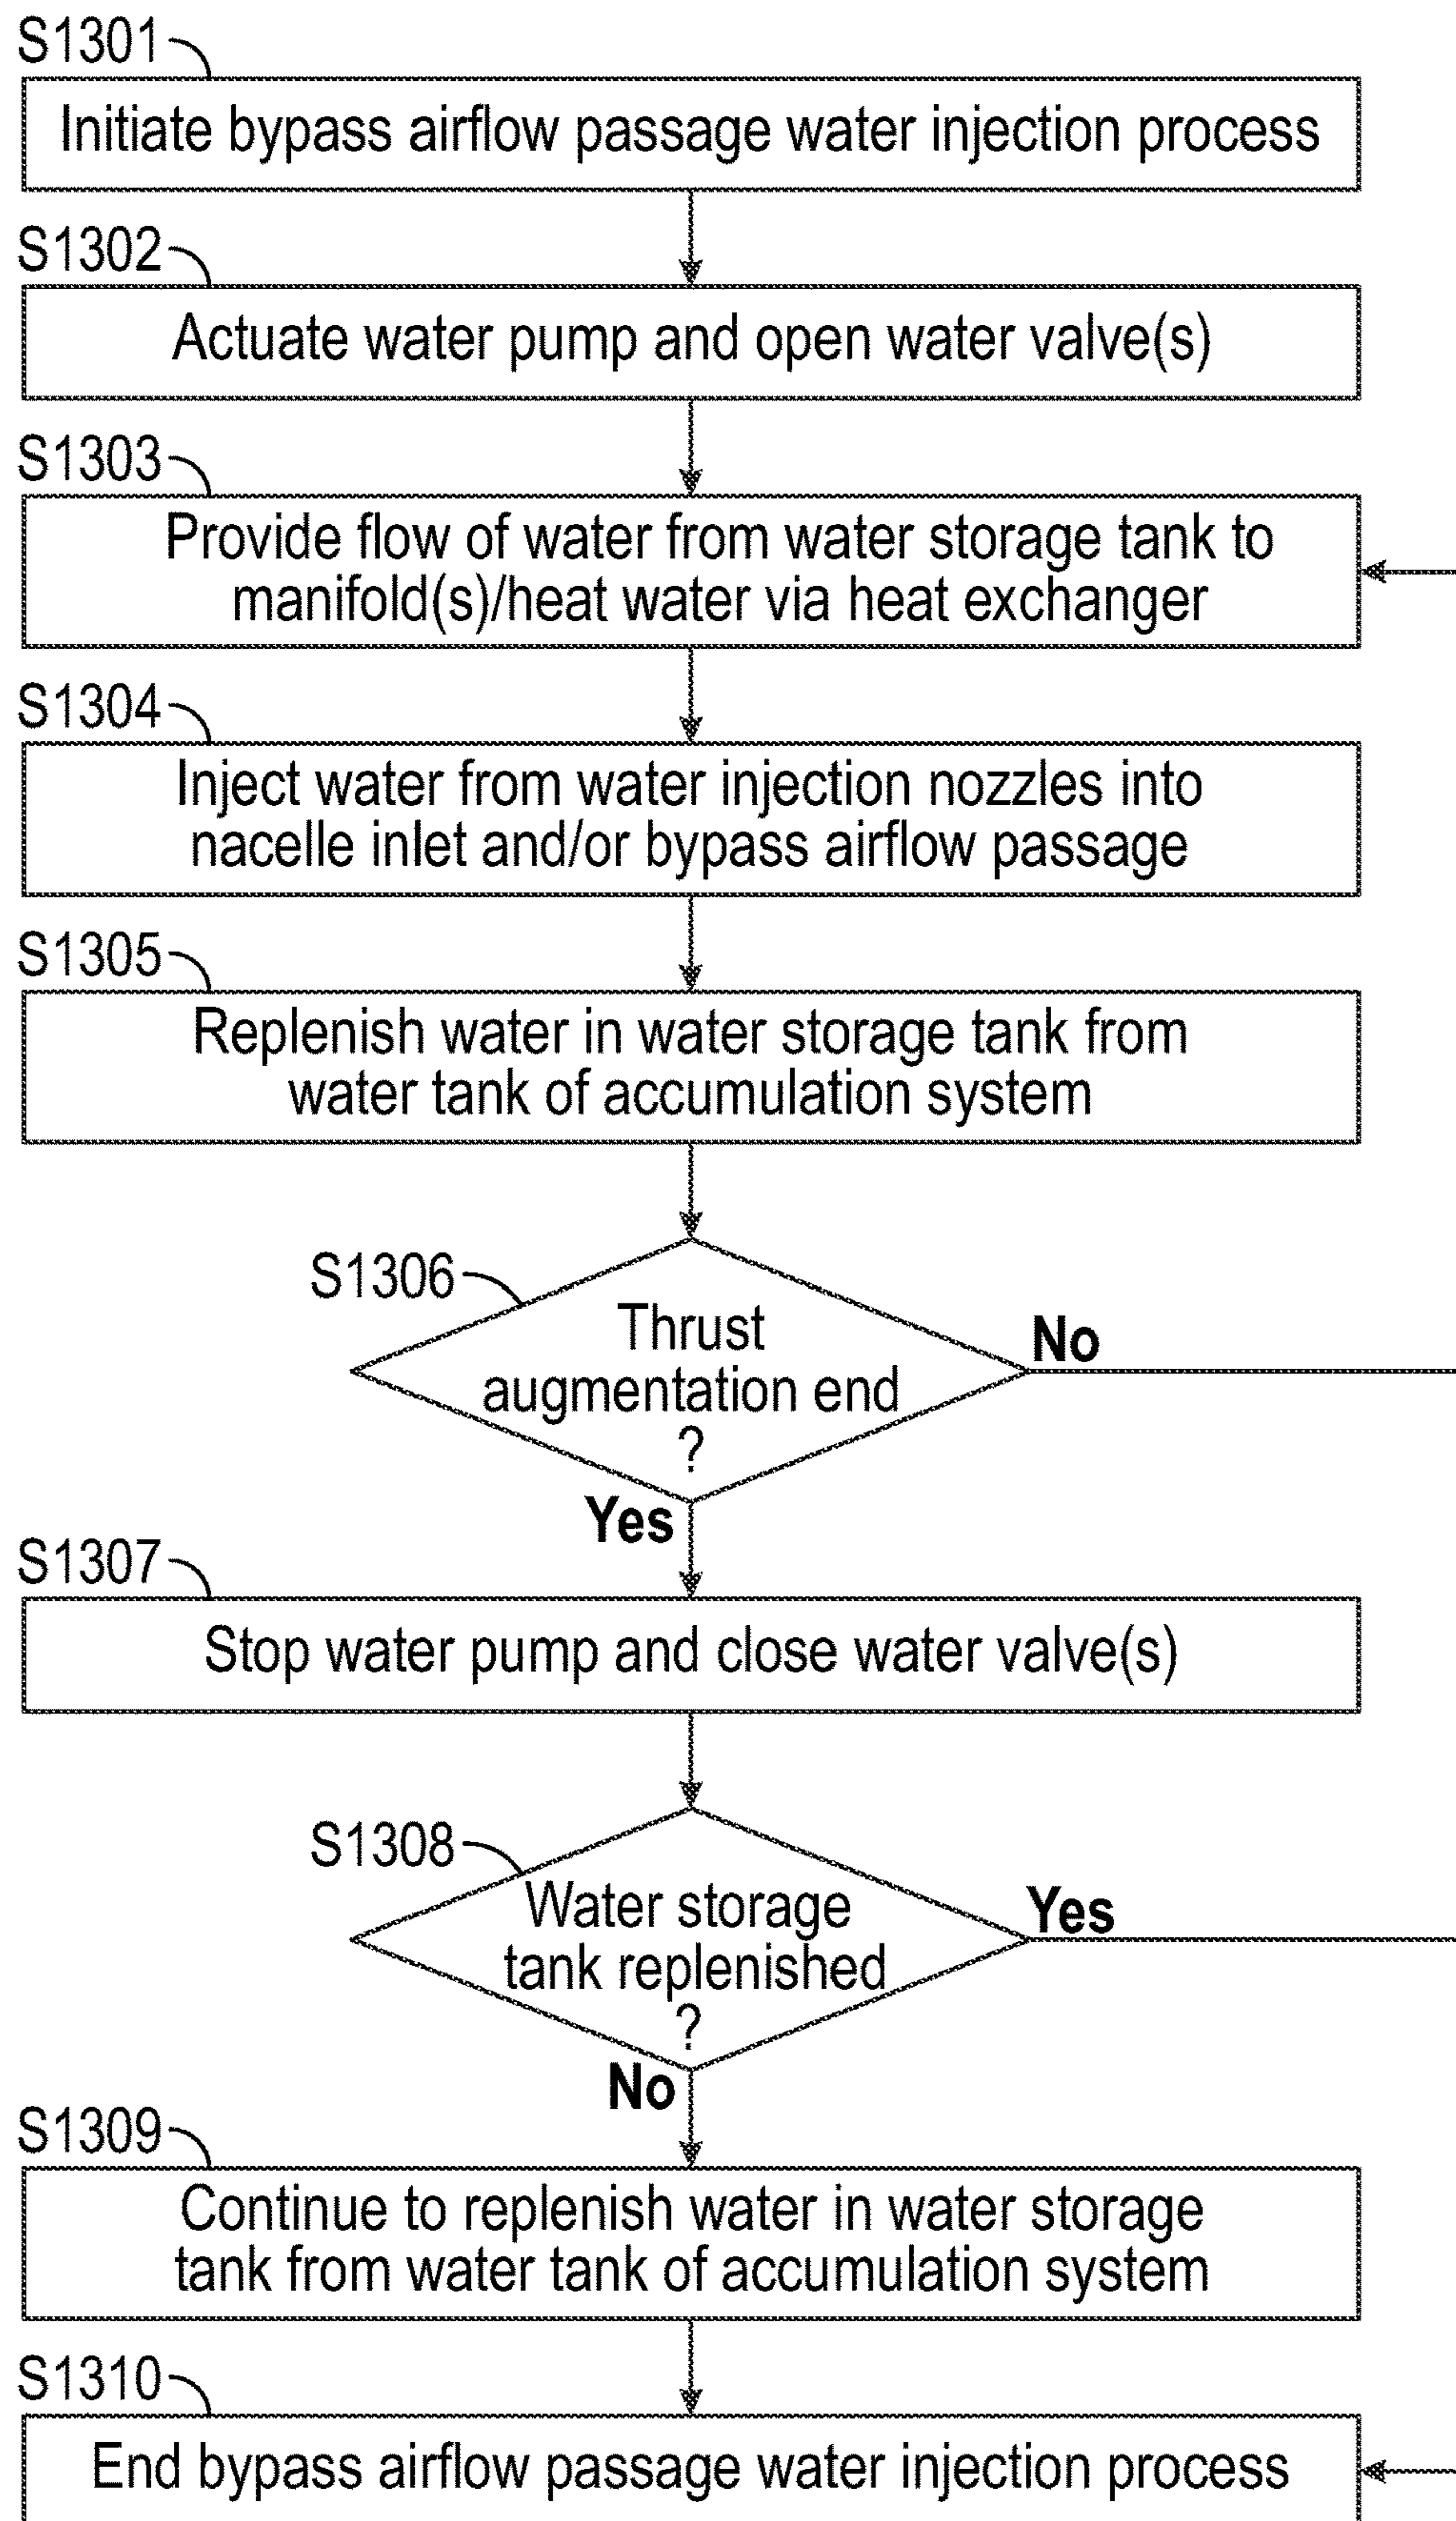 S1301
Initiate bypass airflow passage water injection process
S1302
Actuate water pump and open water valve(s)
S1303
Provide flow of water from water storage tank to
manifold(s)/heat water via heat exchanger
S1304
Inject water from water injection nozzles into
nacelle inlet and/or bypass airflow passage
S1305
Replenish water in water storage tank from
water tank of accumulation system
S1306
Thrust
augmentation end
?
No
Yes
S1307
Stop water pump and close water valve(s)
S1308
Water storage
tank replenished
?
Yes
No
S1309
Continue to replenish water in water storage
tank from water tank of accumulation system
S1310
End bypass airflow passage water injection process